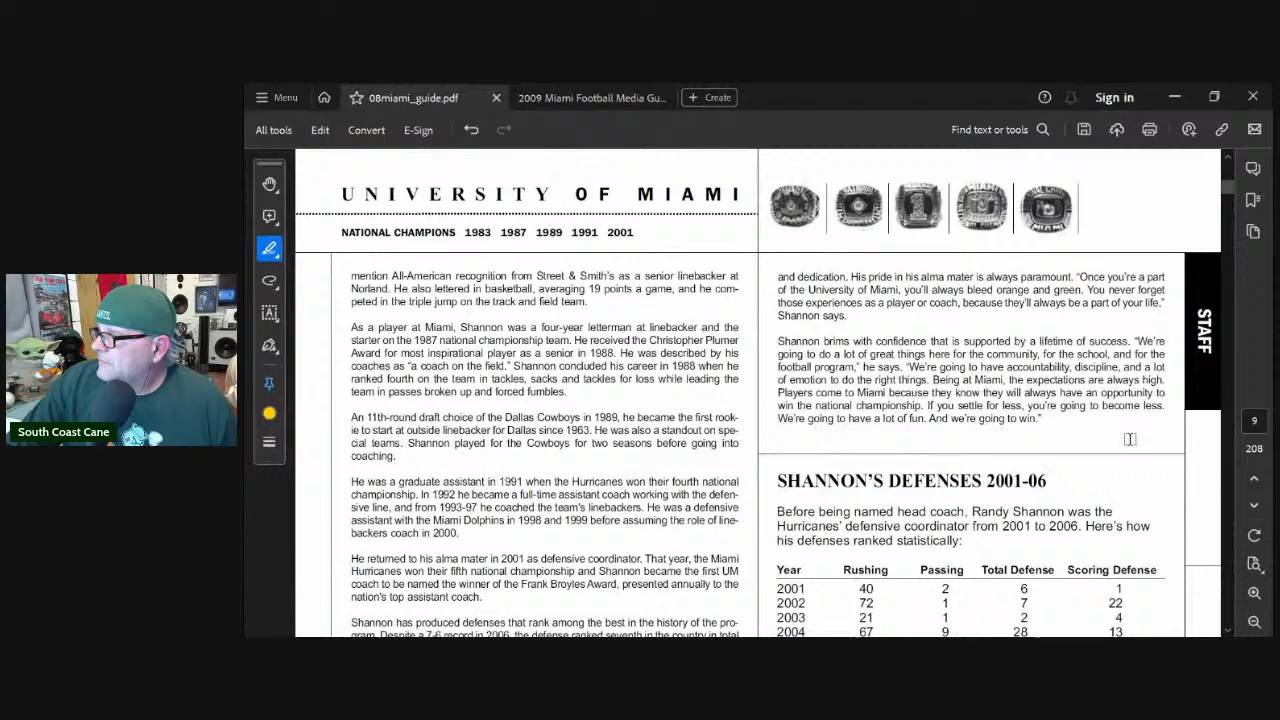 Menu
08miami_guide.pdf
2009 Miami Football Media Gu...
Create
Sign in
All tools
Edit
Convert
E-Sign
Find text or tools
UNIVERSITY OF MIAMI
NATIONAL CHAMPIONS 1983 1987 1989 1991 2001
mention All-American recognition from Street & Smith's as a senior linebacker at
Norland. He also lettered in basketball, averaging 19 points a game, and he com-
peted in the triple jump on the track and field team.
As a player at Miami, Shannon was a four-year letterman at linebacker and the
starter on the 1987 national championship team. He received the Christopher Plumer
Award for most inspirational player as a senior in 1988. He was described by his
coaches as “a coach on the field.” Shannon concluded his career in 1988 when he
ranked fourth on the team in tackles, sacks and tackles for loss while leading the
team in passes broken up and forced fumbles.
An 11th-round draft choice of the Dallas Cowboys in 1989, he became the first rook-
ie to start at outside linebacker for Dallas since 1963. He was also a standout on spe-
cial teams. Shannon played for the Cowboys for two seasons before going into
coaching.
He was a graduate assistant in 1991 when the Hurricanes won their fourth national
championship. In 1992 he became a full-time assistant coach working with the defen-
sive line, and from 1993-97 he coached the team's linebackers. He was a defensive
assistant with the Miami Dolphins in 1998 and 1999 before assuming the role of line-
backers coach in 2000.
He returned to his alma mater in 2001 as defensive coordinator. That year, the Miami
Hurricanes won their fifth national championship and Shannon became the first UM
coach to be named the winner of the Frank Broyles Award, presented annually to the
nation's top assistant coach.
Shannon has produced defenses that rank among the best in the history of the pro-
gram. Despite a 7-6 record in 2006, the defense ranked seventh in the country in total
and dedication. His pride in his alma mater is always paramount. “Once you're a part
of the University of Miami, you'll always bleed orange and green. You never forget
those experiences as a player or coach, because they'll always be a part of your life.”
Shannon says.
Shannon brims with confidence that is supported by a lifetime of success. “We're
going to do a lot of great things here for the community, for the school, and for the
football program,” he says. “We're going to have accountability, discipline, and a lot
of emotion to do the right things. Being at Miami, the expectations are always high.
Players come to Miami because they know they will always have an opportunity to
win the national championship. If you settle for less, you're going to become less.
We're going to have a lot of fun. And we're going to win.”
SHANNON'S DEFENSES 2001-06
Before being named head coach, Randy Shannon was the
Hurricanes' defensive coordinator from 2001 to 2006. Here's how
his defenses ranked statistically:
Year Rushing Passing Total Defense Scoring Defense
2001 40 2 6 1
2002 72 1 7 22
2003 21 1 2 4
2004 67 9 28 13
STAFF
9
208
South Coast Cane